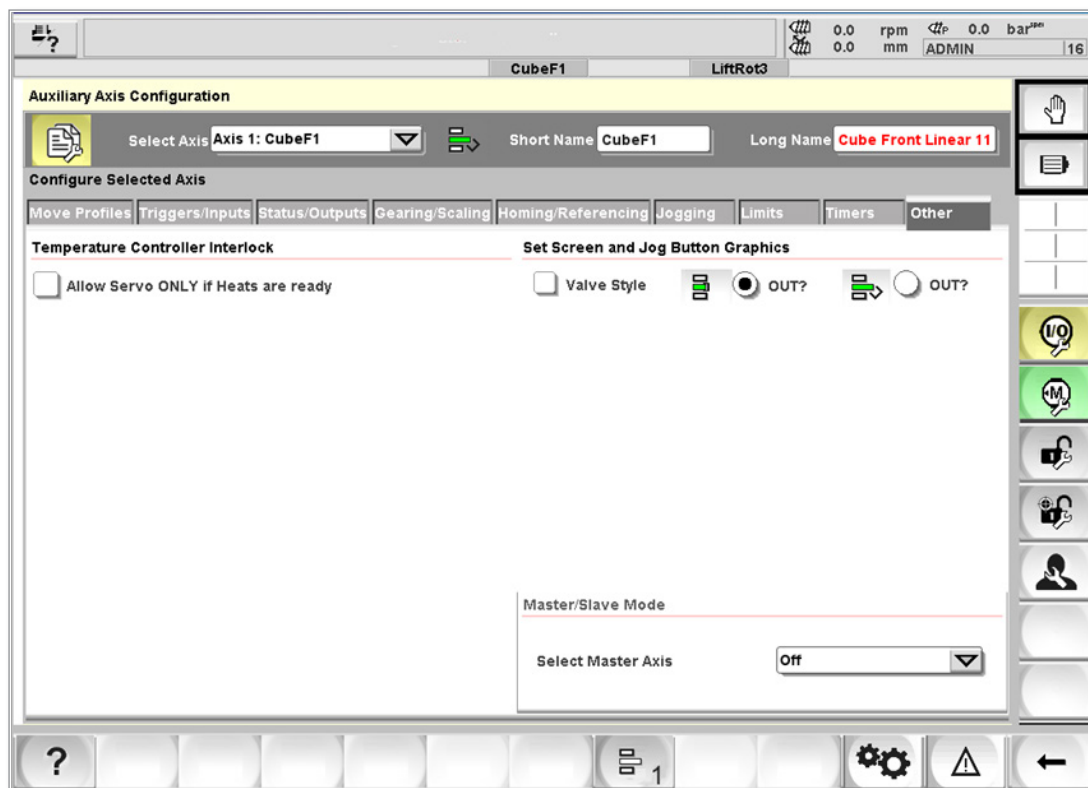 ?
0.0 rpm P 0.0 bar spec
0.0 mm ADMIN 16
CubeF1 LiftRot3
Auxiliary Axis Configuration
Select Axis Axis 1: CubeF1 Short Name CubeF1 Long Name Cube Front Linear 11
Configure Selected Axis
Move Profiles Triggers/Inputs Status/Outputs Gearing/Scaling Homing/Referencing Jogging Limits Timers Other
Temperature Controller Interlock Set Screen and Jog Button Graphics
Allow Servo ONLY if Heats are ready Valve Style OUT? OUT?
I/O
M
1
Master/Slave Mode
Select Master Axis Off
? 1